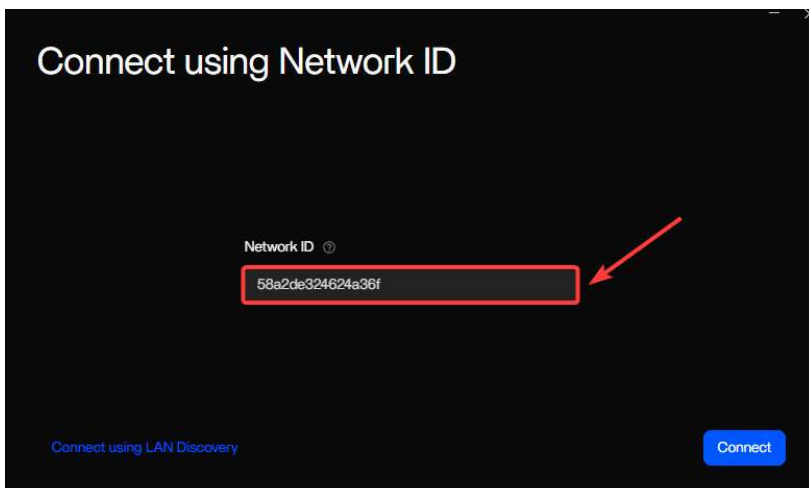 Connect using Network ID
Network ID
58a2de324624a36f
Connect using LAN Discovery
Connect